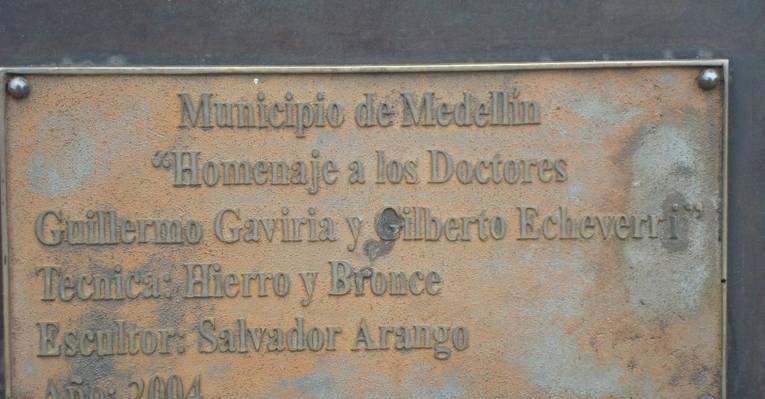 Municipio de Medellín
“Homenaje a los Doctores
Guillermo Gaviria y Gilberto Echeverri”
Tecnica: Hierro y Bronce
Escultor: Salvador Arango
Año: 2004